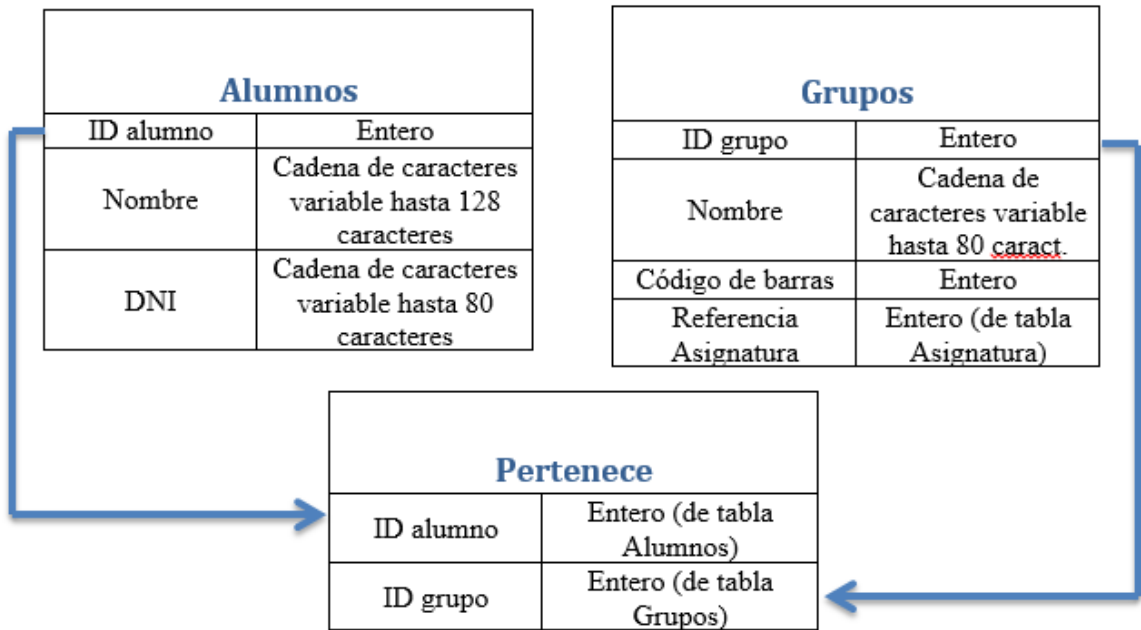 Alumnos
ID alumno
Entero
Nombre
Cadena de caracteres
variable hasta 128
caracteres
DNI
Cadena de caracteres
variable hasta 80
caracteres
Grupos
ID grupo
Entero
Nombre
Cadena de
caracteres variable
hasta 80 caract.
Código de barras
Entero
Referencia
Asignatura
Entero (de tabla
Asignatura)
Pertenece
ID alumno
Entero (de tabla
Alumnos)
ID grupo
Entero (de tabla
Grupos)